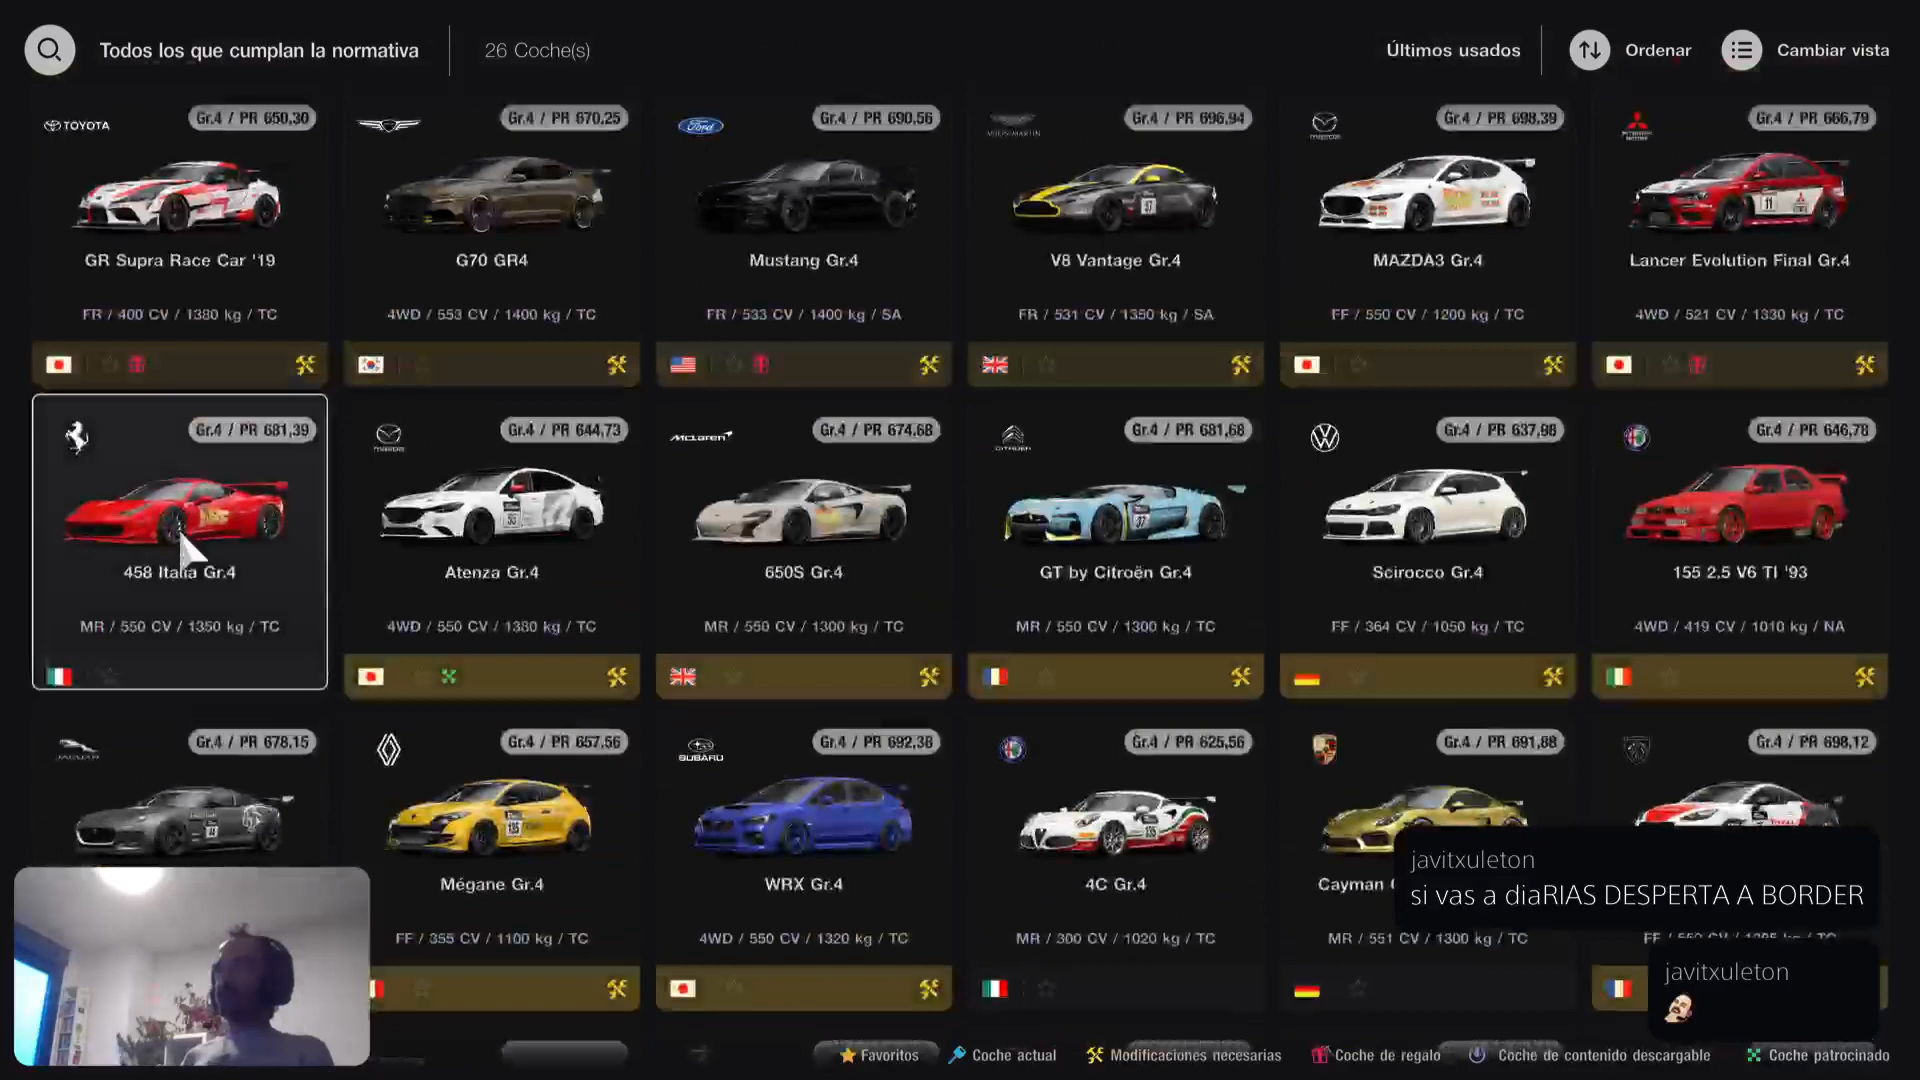 Todos los que cumplan la normativa
26 Coche(s)
Últimos usados
Ordenar
Cambiar vista
TOYOTA
Gr.4 / PR 650,30
GR Supra Race Car '19
FR / 400 CV / 1380 kg / TC
Gr.4 / PR 670,25
G70 GR4
4WD / 553 CV / 1400 kg / TC
Ford
Gr.4 / PR 690,56
Mustang Gr.4
FR / 533 CV / 1400 kg / SA
ASTON MARTIN
Gr.4 / PR 696,94
V8 Vantage Gr.4
FR / 531 CV / 1350 kg / SA
mazda
Gr.4 / PR 698,39
MAZDA3 Gr.4
FF / 550 CV / 1200 kg / TC
MITSUBISHI MOTORS
Gr.4 / PR 666,79
Lancer Evolution Final Gr.4
4WD / 521 CV / 1330 kg / TC
Gr.4 / PR 681,39
458 Italia Gr.4
MR / 550 CV / 1350 kg / TC
mazda
Gr.4 / PR 644,73
Atenza Gr.4
4WD / 550 CV / 1380 kg / TC
McLaren
Gr.4 / PR 674,68
650S Gr.4
MR / 550 CV / 1300 kg / TC
CITROËN
Gr.4 / PR 681,68
GT by Citroën Gr.4
MR / 550 CV / 1300 kg / TC
Gr.4 / PR 637,98
Scirocco Gr.4
FF / 364 CV / 1050 kg / TC
Gr.4 / PR 646,78
155 2.5 V6 TI '93
4WD / 419 CV / 1010 kg / NA
JAGUAR
Gr.4 / PR 678,15
Gr.4 / PR 657,56
Mégane Gr.4
FF / 355 CV / 1100 kg / TC
SUBARU
Gr.4 / PR 692,38
WRX Gr.4
4WD / 550 CV / 1320 kg / TC
Gr.4 / PR 625,56
4C Gr.4
MR / 300 CV / 1020 kg / TC
Gr.4 / PR 691,88
Cayman
MR / 551 CV / 1300 kg / TC
Gr.4 / PR 698,12
javitxuleton
si vas a diaRIAS DESPERTA A BORDER
javitxuleton
Favoritos
Coche actual
Modificaciones necesarias
Coche de regalo
Coche de contenido descargable
Coche patrocinado